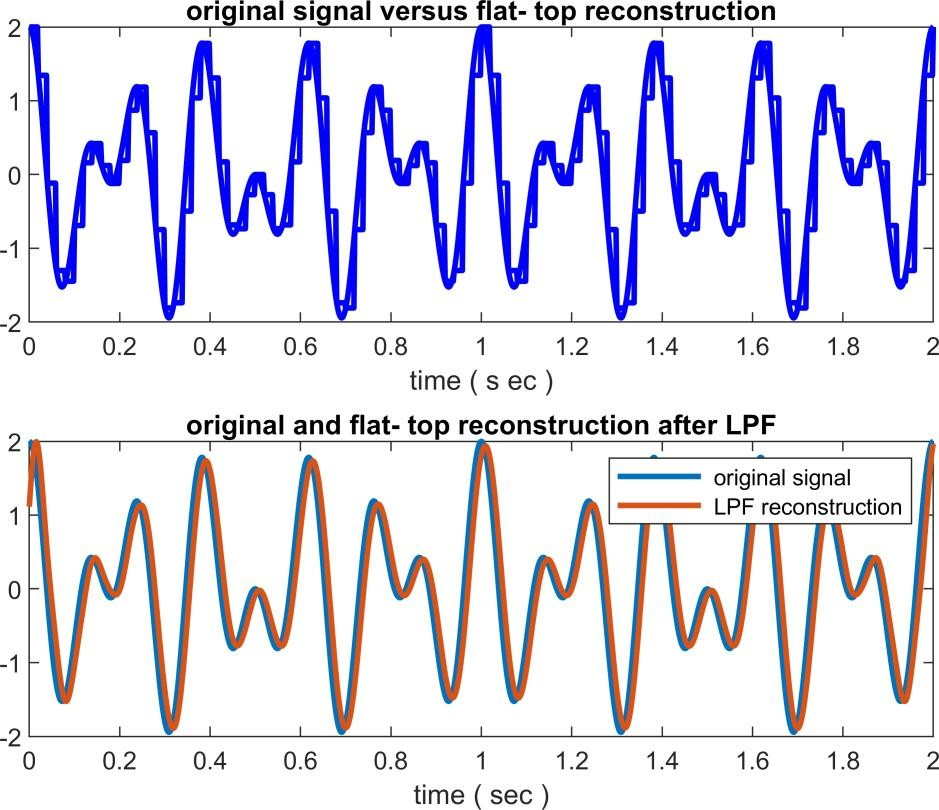 original signal versus flat- top reconstruction
2
1
0
-1
-2
0 0.2 0.4 0.6 0.8 1 1.2 1.4 1.6 1.8 2
time ( s ec )
original and flat- top reconstruction after LPF
2
1
0
-1
-2
original signal
LPF reconstruction
0 0.2 0.4 0.6 0.8 1 1.2 1.4 1.6 1.8 2
time ( sec )